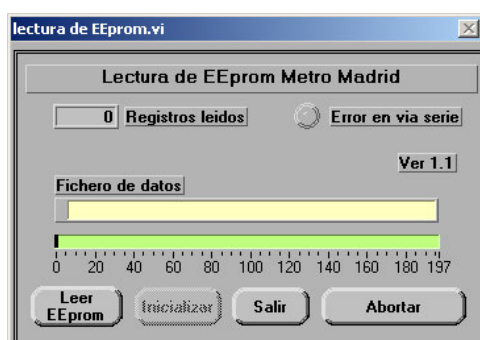 lectura de EEprom.vi
Lectura de EEprom Metro Madrid
0 Registros leidos Error en via serie
Ver 1.1
Fichero de datos
0 20 40 60 80 100 120 140 160 180 197
Leer EEprom Inicializar Salir Abortar